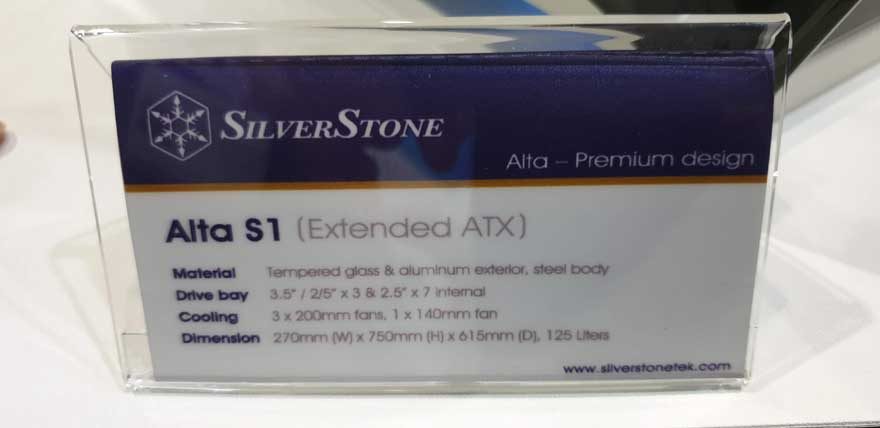 SILVERSTONE
Alta – Premium design
Alta S1 (Extended ATX)
Material Tempered glass & aluminum exterior, steel body
Drive bay 3.5" / 2/5" x 3 & 2.5" x 7 internal
Cooling 3 x 200mm fans, 1 x 140mm fan
Dimension 270mm (W) x 750mm (H) x 615mm (D), 125 Liters
www.silverstonetek.com